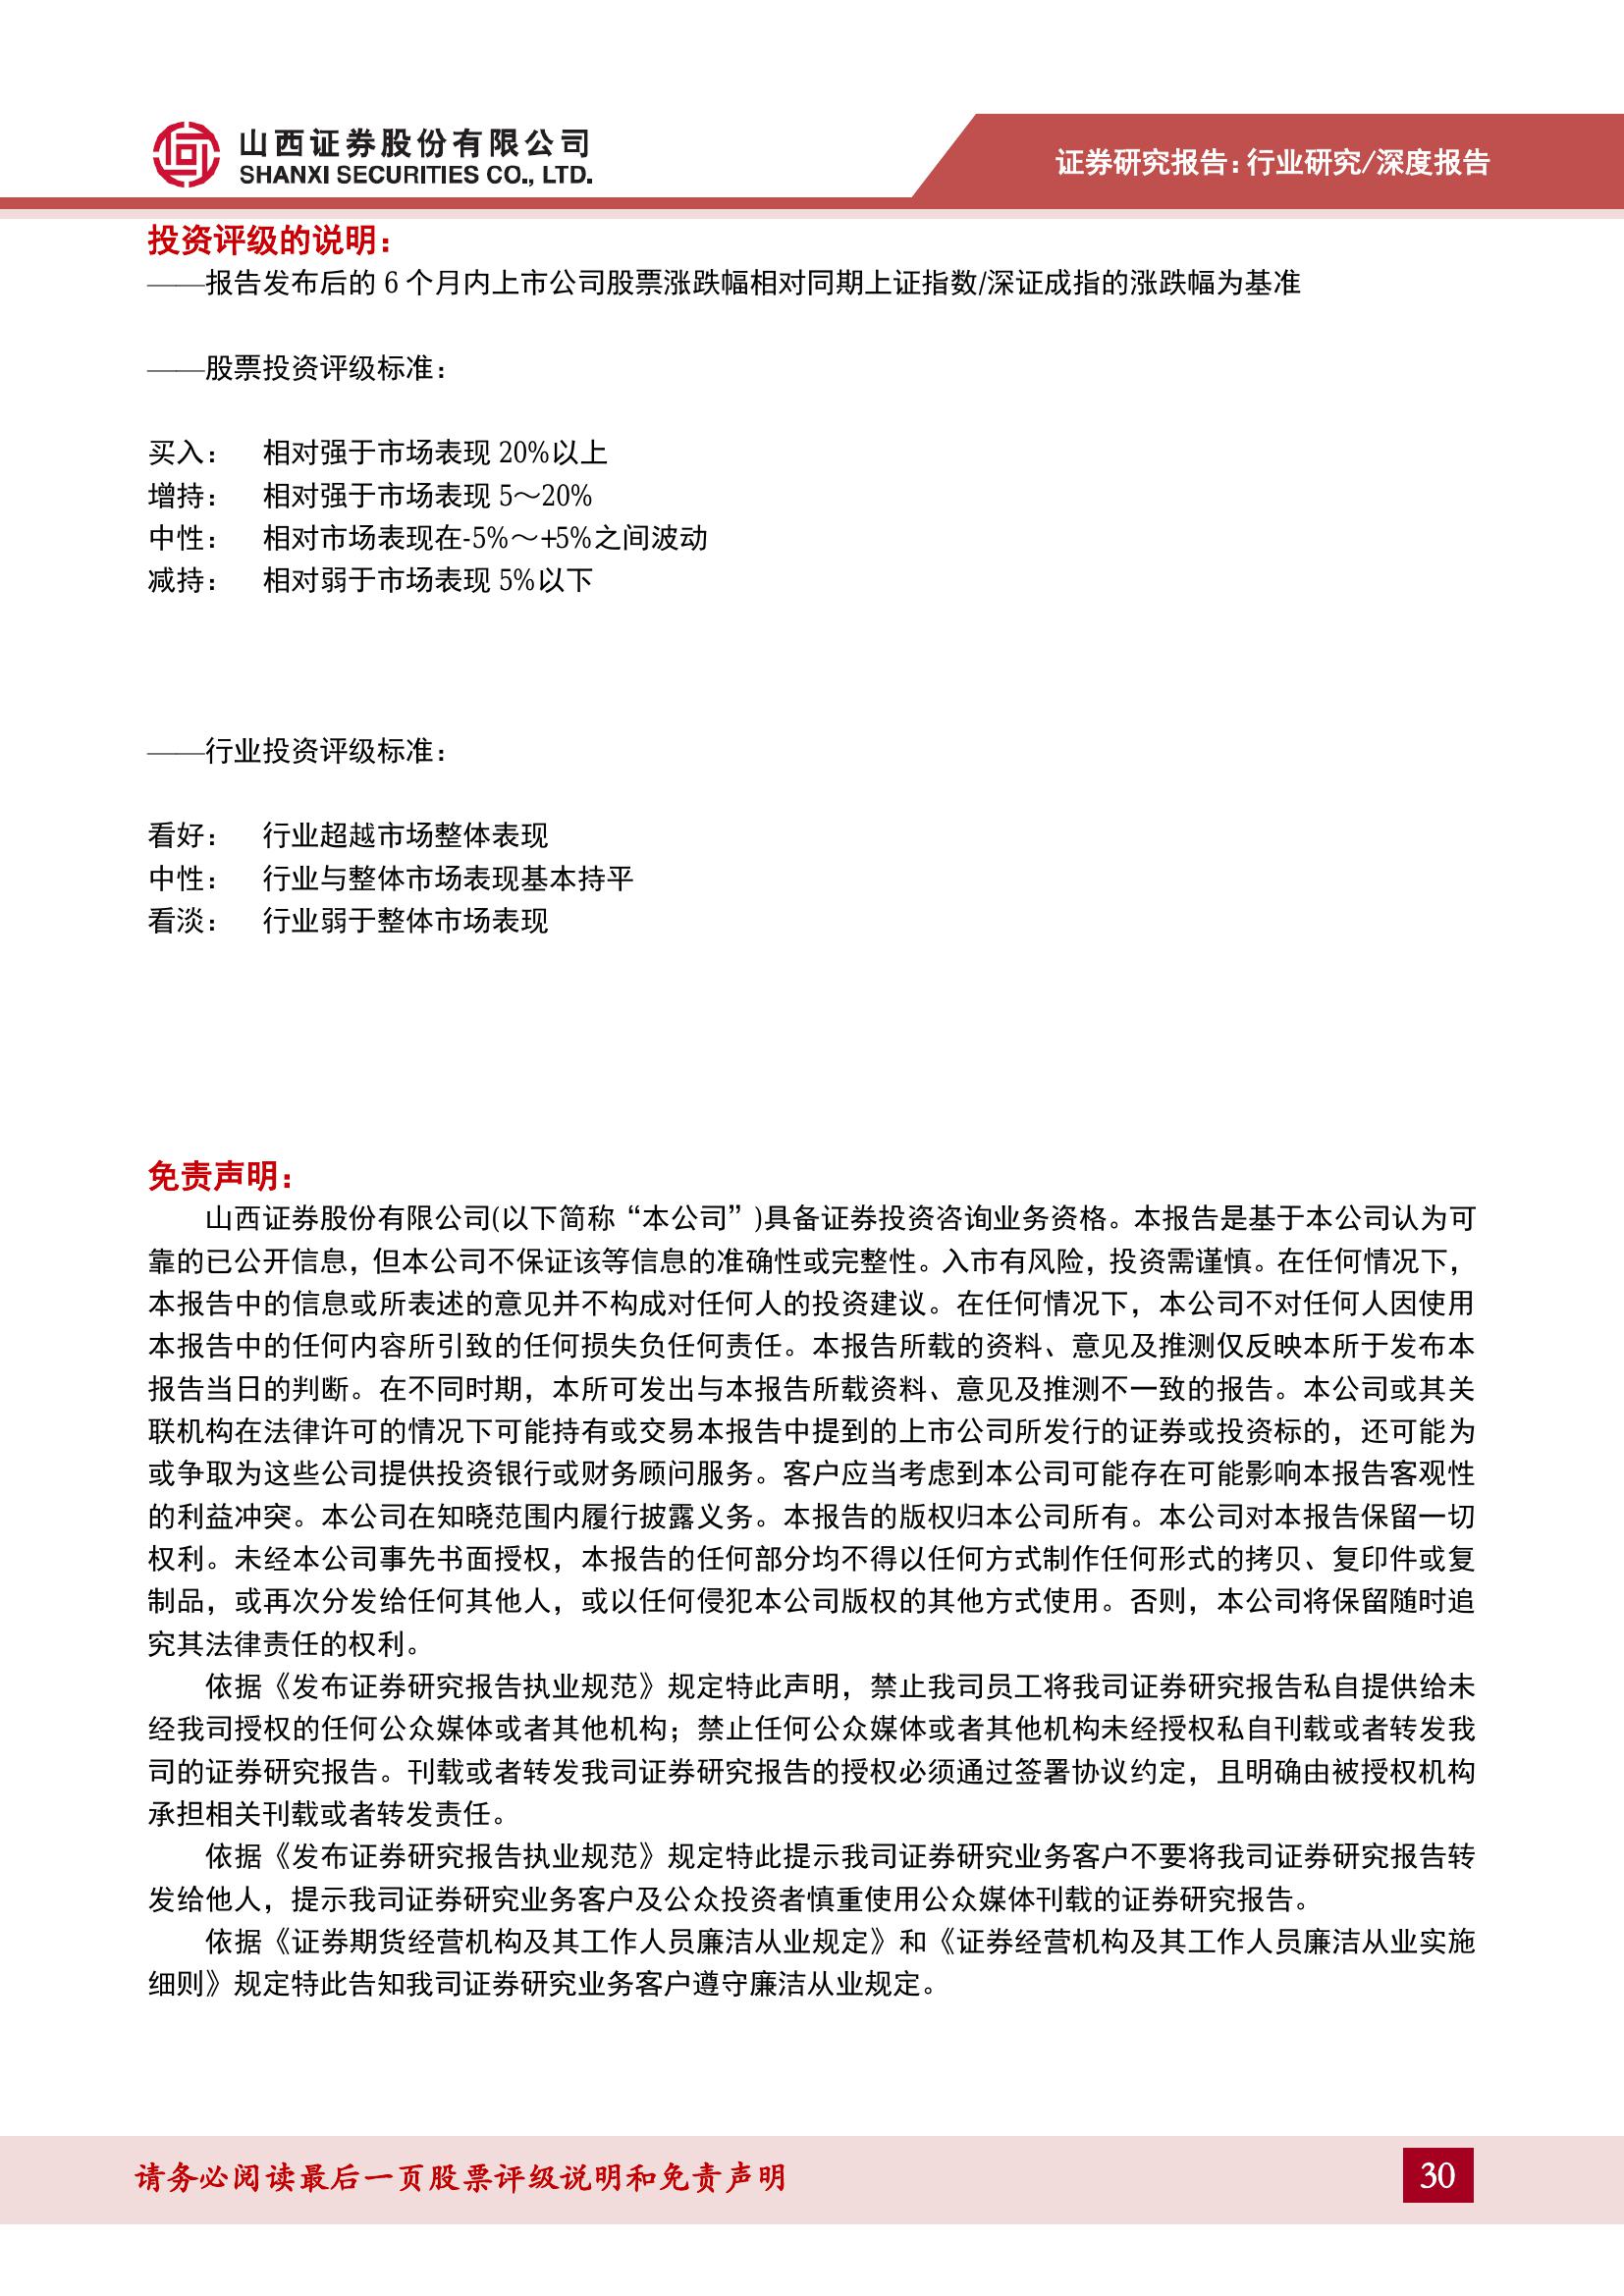 山西证券股份有限公司
SHANXI SECURITIES CO., LTD.
证券研究报告：行业研究/深度报告
投资评级的说明：
——报告发布后的 6 个月内上市公司股票涨跌幅相对同期上证指数/深证成指的涨跌幅为基准
——股票投资评级标准：
买入： 相对强于市场表现 20%以上
增持： 相对强于市场表现 5～20%
中性： 相对市场表现在-5%～+5%之间波动
减持： 相对弱于市场表现 5%以下
——行业投资评级标准：
看好： 行业超越市场整体表现
中性： 行业与整体市场表现基本持平
看淡： 行业弱于整体市场表现
免责声明：
山西证券股份有限公司(以下简称“本公司”)具备证券投资咨询业务资格。本报告是基于本公司认为可
靠的已公开信息，但本公司不保证该等信息的准确性或完整性。入市有风险，投资需谨慎。在任何情况下，
本报告中的信息或所表述的意见并不构成对任何人的投资建议。在任何情况下，本公司不对任何人因使用
本报告中的任何内容所引致的任何损失负任何责任。本报告所载的资料、意见及推测仅反映本所于发布本
报告当日的判断。在不同时期，本所可发出与本报告所载资料、意见及推测不一致的报告。本公司或其关
联机构在法律许可的情况下可能持有或交易本报告中提到的上市公司所发行的证券或投资标的，还可能为
或争取为这些公司提供投资银行或财务顾问服务。客户应当考虑到本公司可能存在可能影响本报告客观性
的利益冲突。本公司在知晓范围内履行披露义务。本报告的版权归本公司所有。本公司对本报告保留一切
权利。未经本公司事先书面授权，本报告的任何部分均不得以任何方式制作任何形式的拷贝、复印件或复
制品，或再次分发给任何其他人，或以任何侵犯本公司版权的其他方式使用。否则，本公司将保留随时追
究其法律责任的权利。
依据《发布证券研究报告执业规范》规定特此声明，禁止我司员工将我司证券研究报告私自提供给未
经我司授权的任何公众媒体或者其他机构；禁止任何公众媒体或者其他机构未经授权私自刊载或者转发我
司的证券研究报告。刊载或者转发我司证券研究报告的授权必须通过签署协议约定，且明确由被授权机构
承担相关刊载或者转发责任。
依据《发布证券研究报告执业规范》规定特此提示我司证券研究业务客户不要将我司证券研究报告转
发给他人，提示我司证券研究业务客户及公众投资者慎重使用公众媒体刊载的证券研究报告。
依据《证券期货经营机构及其工作人员廉洁从业规定》和《证券经营机构及其工作人员廉洁从业实施
细则》规定特此告知我司证券研究业务客户遵守廉洁从业规定。
请务必阅读最后一页股票评级说明和免责声明
30